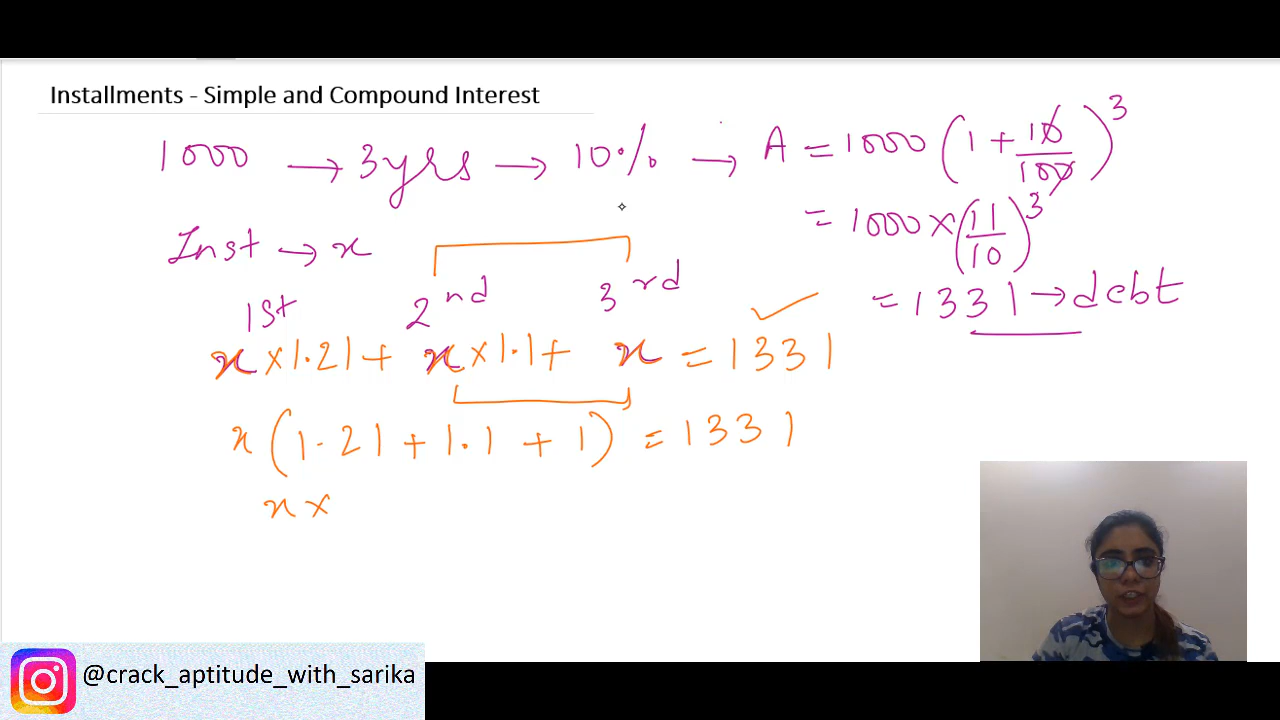 Installments - Simple and Compound Interest
1000 → 3yrs → 10% → A = 1000 (1 + 10/100)^3
= 1000 × (11/10)^3
Inst → x
= 1331 → debt
1st 2nd 3rd
x × 1.21 + x × 1.1 + x = 1331
x (1.21 + 1.1 + 1) = 1331
x ×
@crack_aptitude_with_sarika